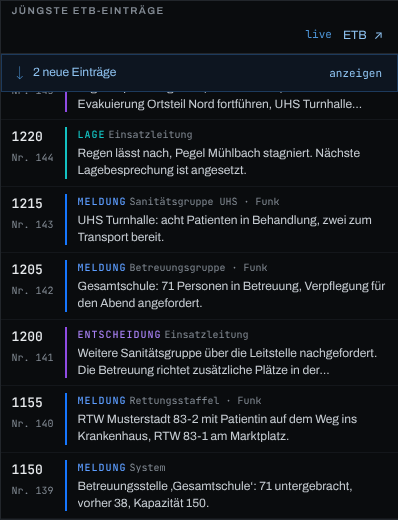 JÜNGSTE ETB-EINTRÄGE
live ETB ↗
↓ 2 neue Einträge anzeigen
Evakuierung Ortsteil Nord fortführen, UHS Turnhalle…
1220 LAGE Einsatzleitung
Nr. 144 Regen lässt nach, Pegel Mühlbach stagniert. Nächste
Lagebesprechung ist angesetzt.
1215 MELDUNG Sanitätsgruppe UHS · Funk
Nr. 143 UHS Turnhalle: acht Patienten in Behandlung, zwei zum
Transport bereit.
1205 MELDUNG Betreuungsgruppe · Funk
Nr. 142 Gesamtschule: 71 Personen in Betreuung, Verpflegung für
den Abend angefordert.
1200 ENTSCHEIDUNG Einsatzleitung
Nr. 141 Weitere Sanitätsgruppe über die Leitstelle nachgefordert.
Die Betreuung richtet zusätzliche Plätze in der…
1155 MELDUNG Rettungsstaffel · Funk
Nr. 140 RTW Musterstadt 83-2 mit Patientin auf dem Weg ins
Krankenhaus, RTW 83-1 am Marktplatz.
1150 MELDUNG System
Nr. 139 Betreuungsstelle ‚Gesamtschule‘: 71 untergebracht,
vorher 38, Kapazität 150.